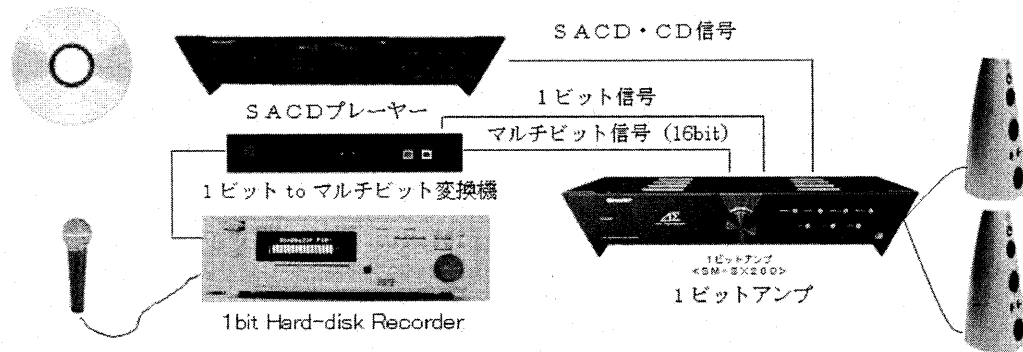 ＳＡＣＤ・ＣＤ信号
ＳＡＣＤプレーヤー
１ビット信号
マルチビット信号 (16bit)
１ビット to マルチビット変換機
１ビットアンプ
<SM-SX200>
１ビットアンプ
1bit Hard-disk Recorder